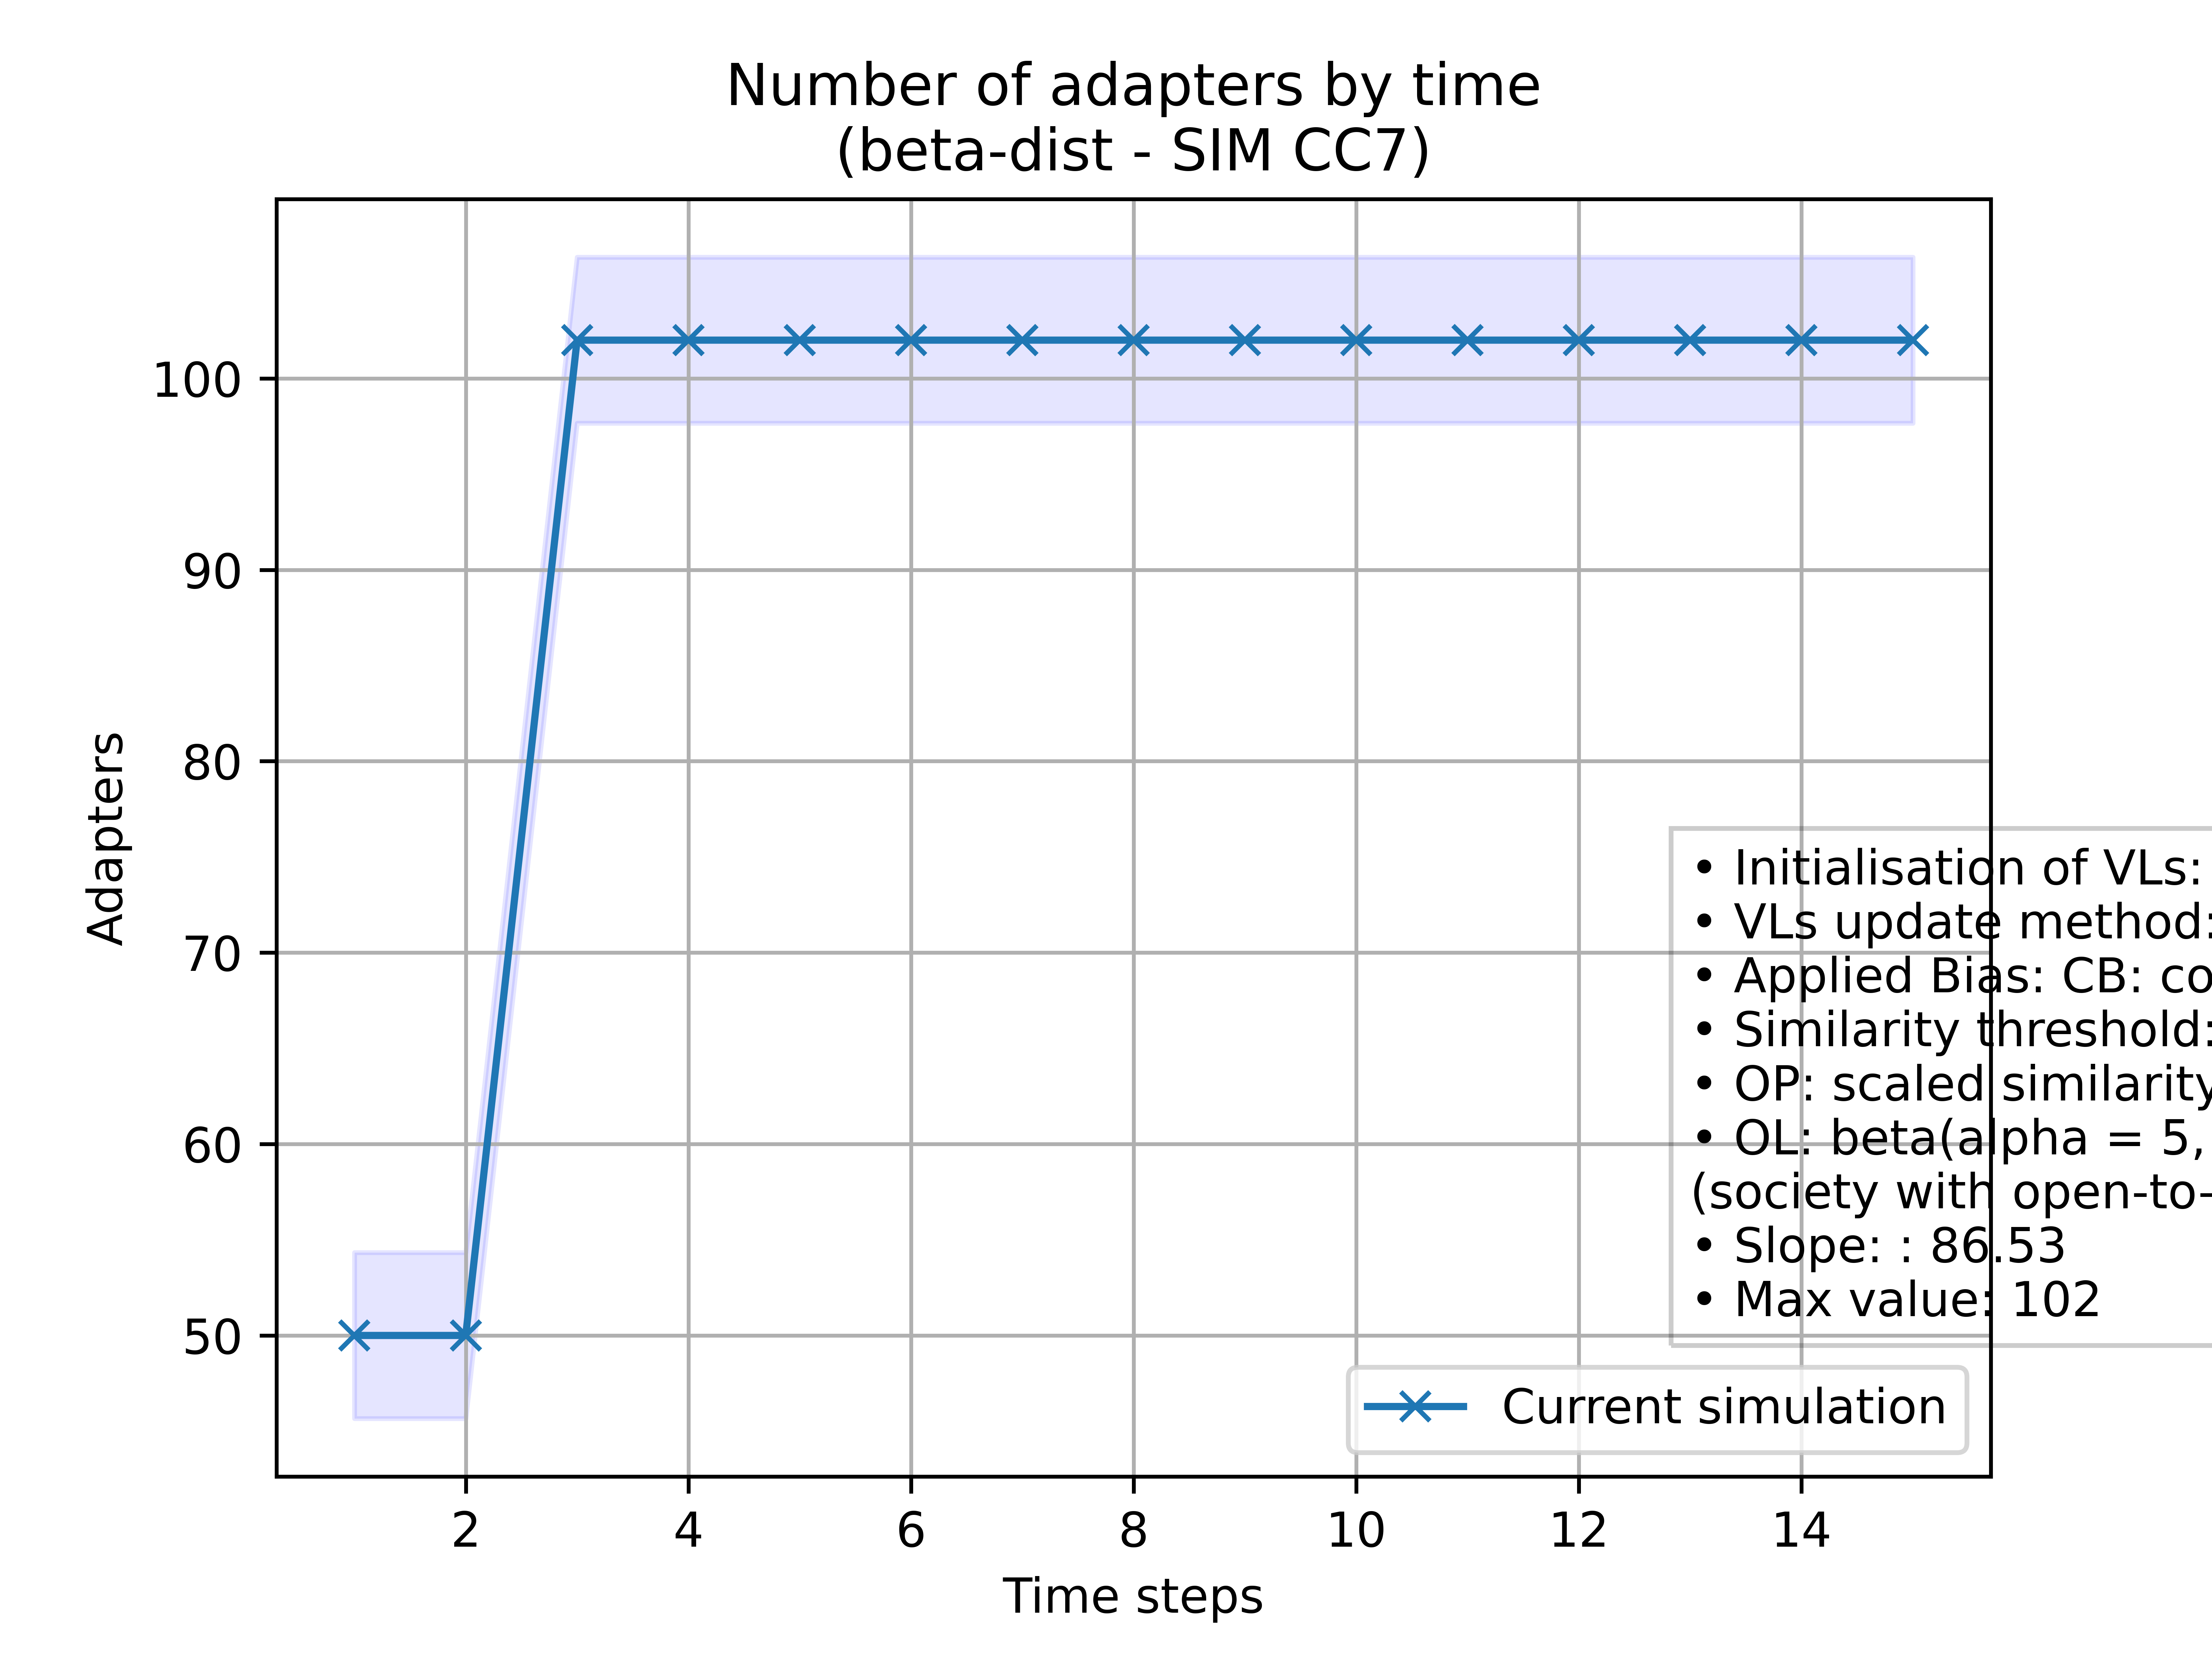 Number of adapters by time
(beta-dist - SIM CC7)
Adapters
100
90
80
70
60
50
• Initialisation of VLs:
• VLs update method:
• Applied Bias: CB:
• Similarity threshold:
• OP: scaled similarity
• OL: beta(alpha = 5,
(society with open-to-
• Slope: : 86.53
• Max value: 102
Current simulation
2 4 6 8 10 12 14
Time steps